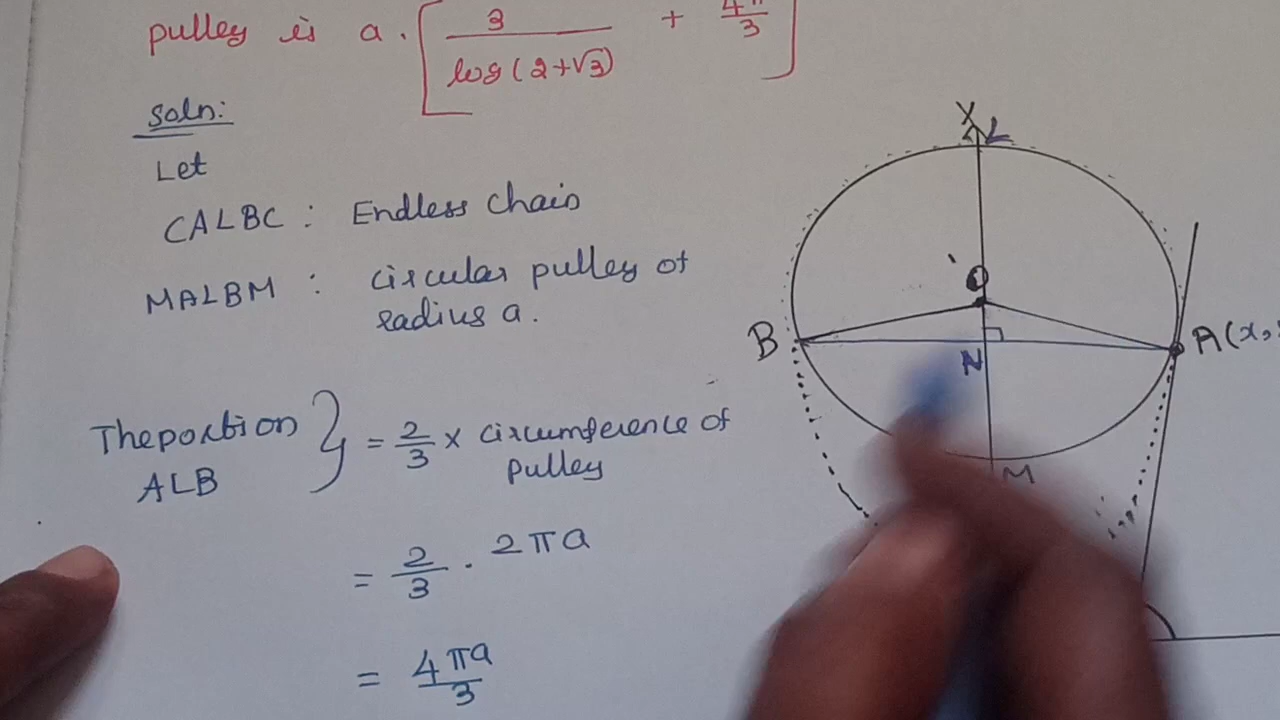 pulley is a . [ 3 / log(2+√3) + 4π / 3 ]
Soln:
Let
CALBC : Endless Chain
MALBM : circular pulley of
radius a.
The portion
ALB } = 2/3 × circumference of
pulley
= 2/3 . 2πa
= 4πa/3
X
L
O
B
N
A(x,
M